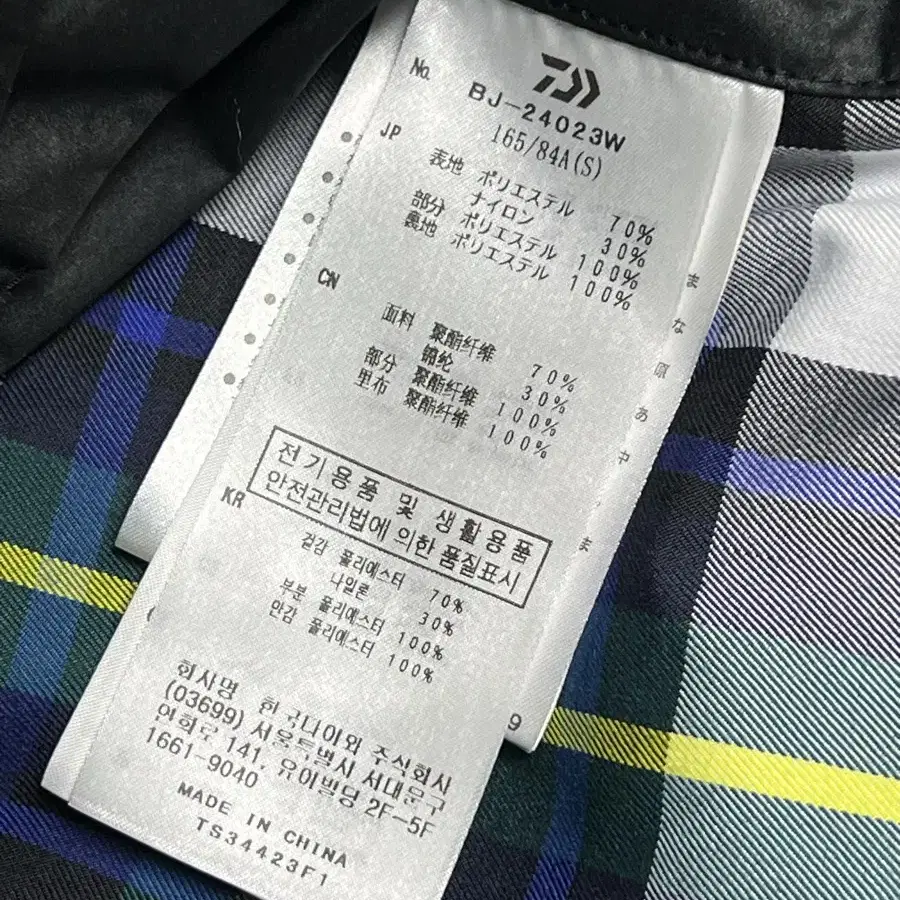 No. BJ-24023W
165/84A(S)
JP
表地 ポリエステル 70%
ナイロン 30%
部分 ポリエステル 100%
裏地 ポリエステル 100%
CN
面料 聚酯纤维 70%
锦纶 30%
部分 聚酯纤维 100%
里布 聚酯纤维 100%
전기용품 및 생활용품
안전관리법에 의한 품질표시
KR
겉감 폴리에스터 70%
나일론 30%
부분 폴리에스터 100%
안감 폴리에스터 100%
회사명 한국다이와 주식회사
(03699) 서울특별시 서대문구
연희로 141, 유이빌딩 2F-5F
1661-9040
MADE IN CHINA
TS34423F1
ま
な
原
あ
中
ま
9